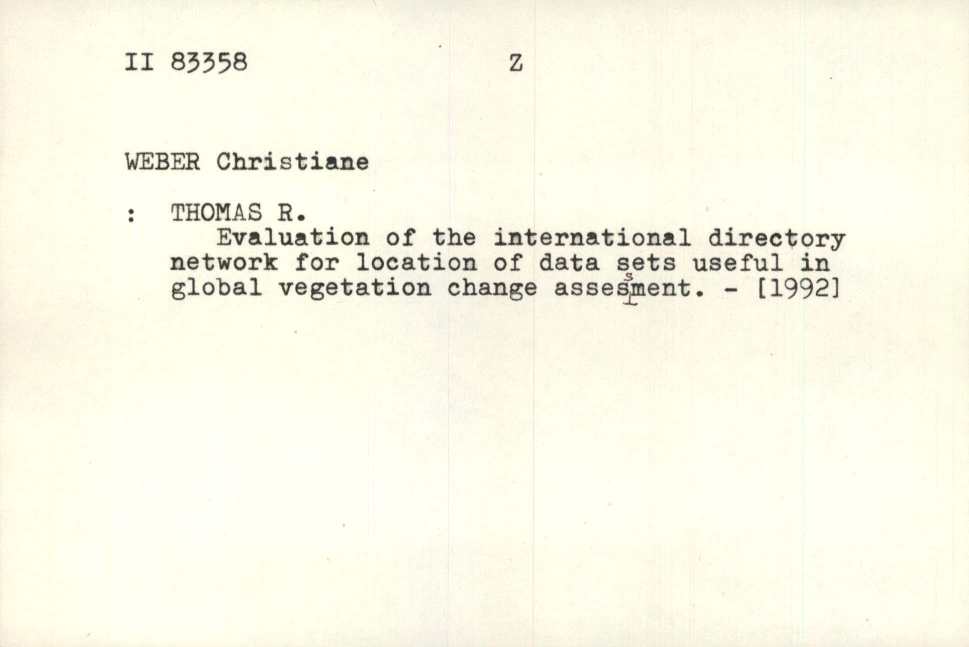 II 83358 Z
WEBER Christiane
: THOMAS R.
Evaluation of the international directory
network for location of data sets useful in
global vegetation change assessment. - [1992]